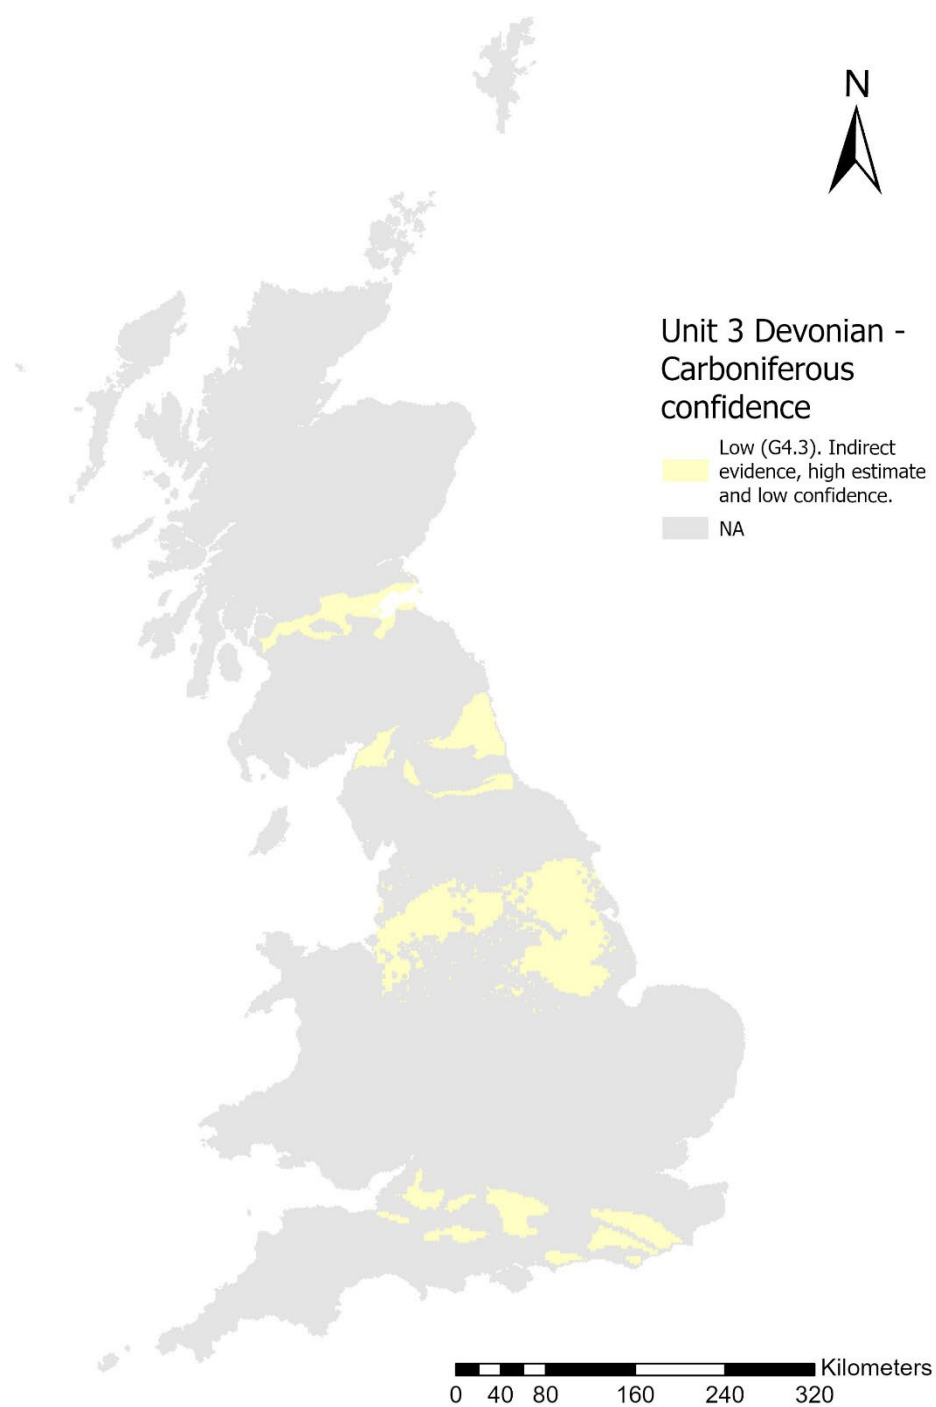 N
Unit 3 Devonian -
Carboniferous
confidence
Low (G4.3). Indirect
evidence, high estimate
and low confidence.
NA
Kilometers
0 40 80 160 240 320